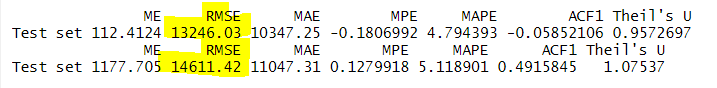 ME RMSE MAE MPE MAPE ACF1 Theil's U
Test set 112.4124 13246.03 10347.25 -0.1806992 4.794393 -0.05852106 0.9572697
ME RMSE MAE MPE MAPE ACF1 Theil's U
Test set 1177.705 14611.42 11047.31 0.1279918 5.118901 0.4915845 1.07537